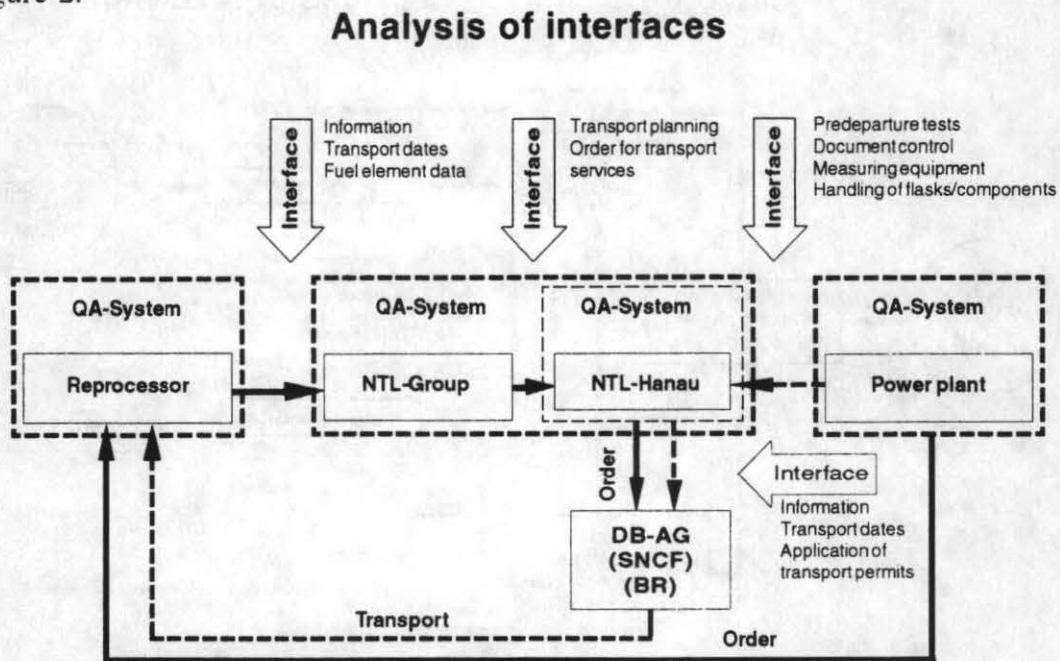 Analysis of interfaces
Interface
Information
Transport dates
Fuel element data
Interface
Transport planning
Order for transport
services
Interface
Predeparture tests
Document control
Measuring equipment
Handling of flasks/components
QA-System
QA-System
QA-System
QA-System
Reprocessor
NTL-Group
NTL-Hanau
Power plant
Order
Interface
Information
Transport dates
Application of
transport permits
DB-AG
(SNCF)
(BR)
Transport
Order